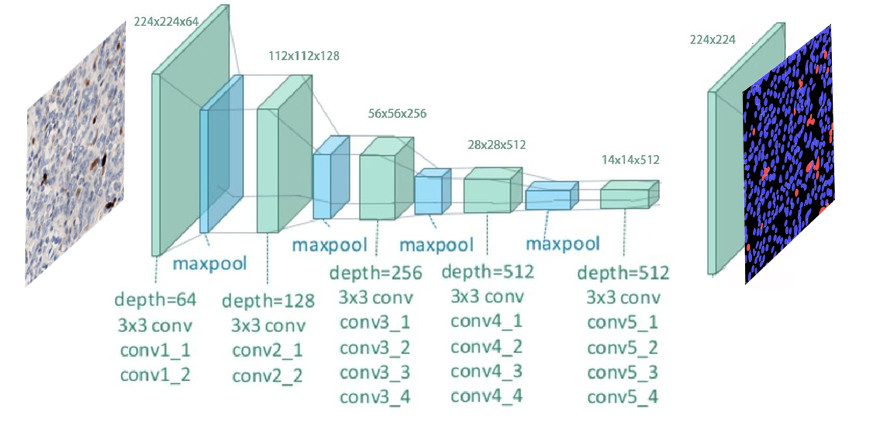 224x224x64
112x112x128
56x56x256
28x28x512
14x14x512
224x224
maxpool
maxpool
maxpool
maxpool
depth=64
3x3 conv
conv1_1
conv1_2
depth=128
3x3 conv
conv2_1
conv2_2
depth=256
3x3 conv
conv3_1
conv3_2
conv3_3
conv3_4
depth=512
3x3 conv
conv4_1
conv4_2
conv4_3
conv4_4
depth=512
3x3 conv
conv5_1
conv5_2
conv5_3
conv5_4